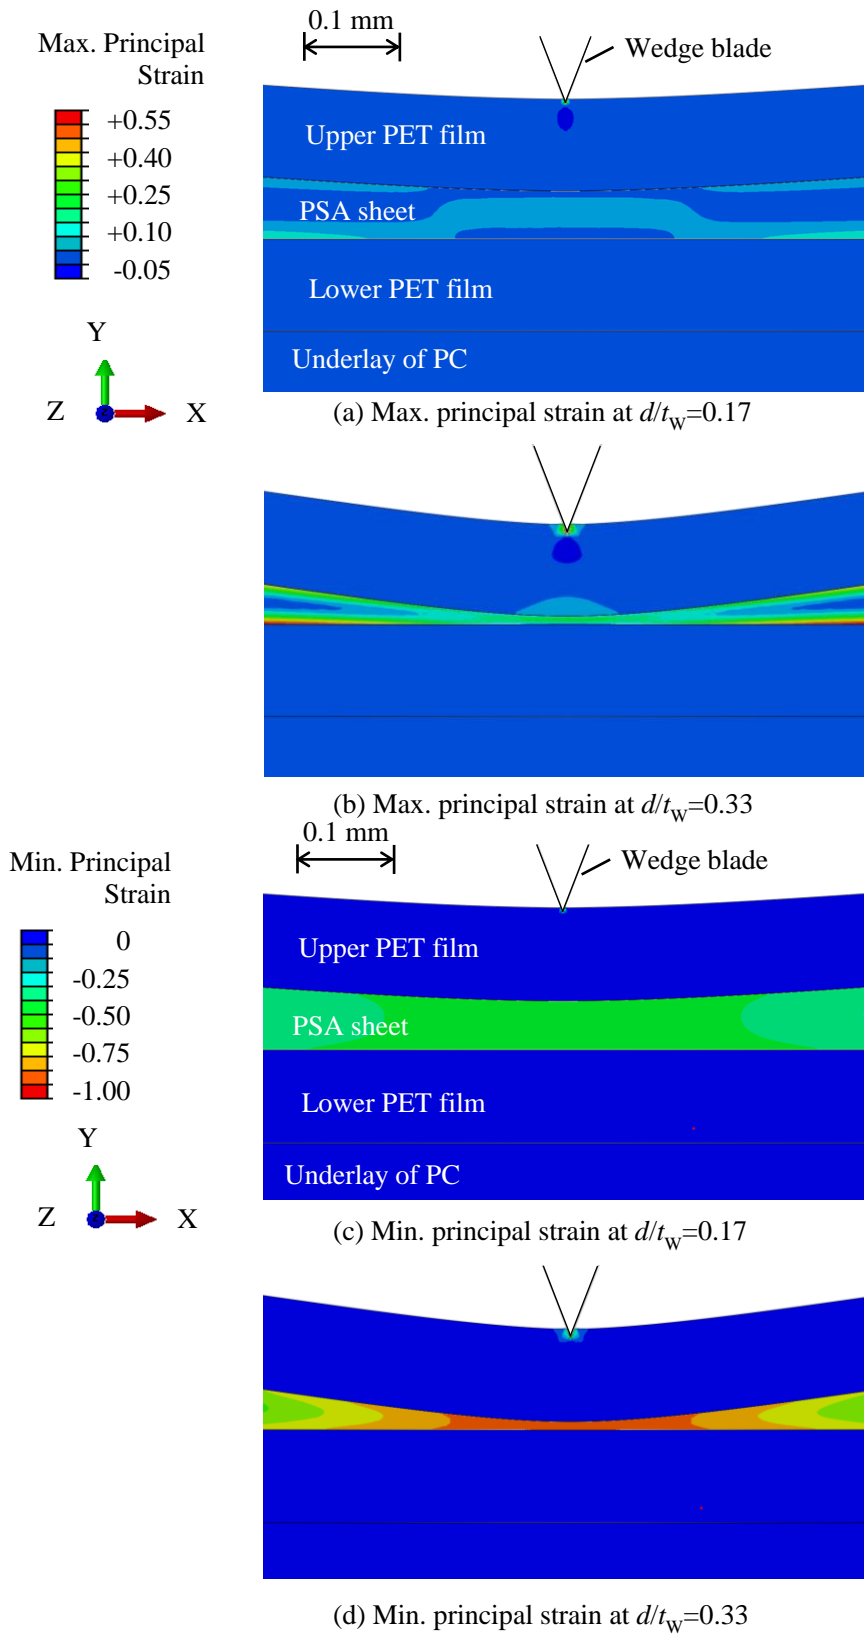 0.1 mm
Max. Principal
Strain
Wedge blade
+0.55
+0.40
+0.25
+0.10
-0.05
Upper PET film
PSA sheet
Lower PET film
Underlay of PC
Y
Z
X
(a) Max. principal strain at d/tW=0.17
(b) Max. principal strain at d/tW=0.33
0.1 mm
Min. Principal
Strain
Wedge blade
0
-0.25
-0.50
-0.75
-1.00
Upper PET film
PSA sheet
Lower PET film
Underlay of PC
Y
Z
X
(c) Min. principal strain at d/tW=0.17
(d) Min. principal strain at d/tW=0.33